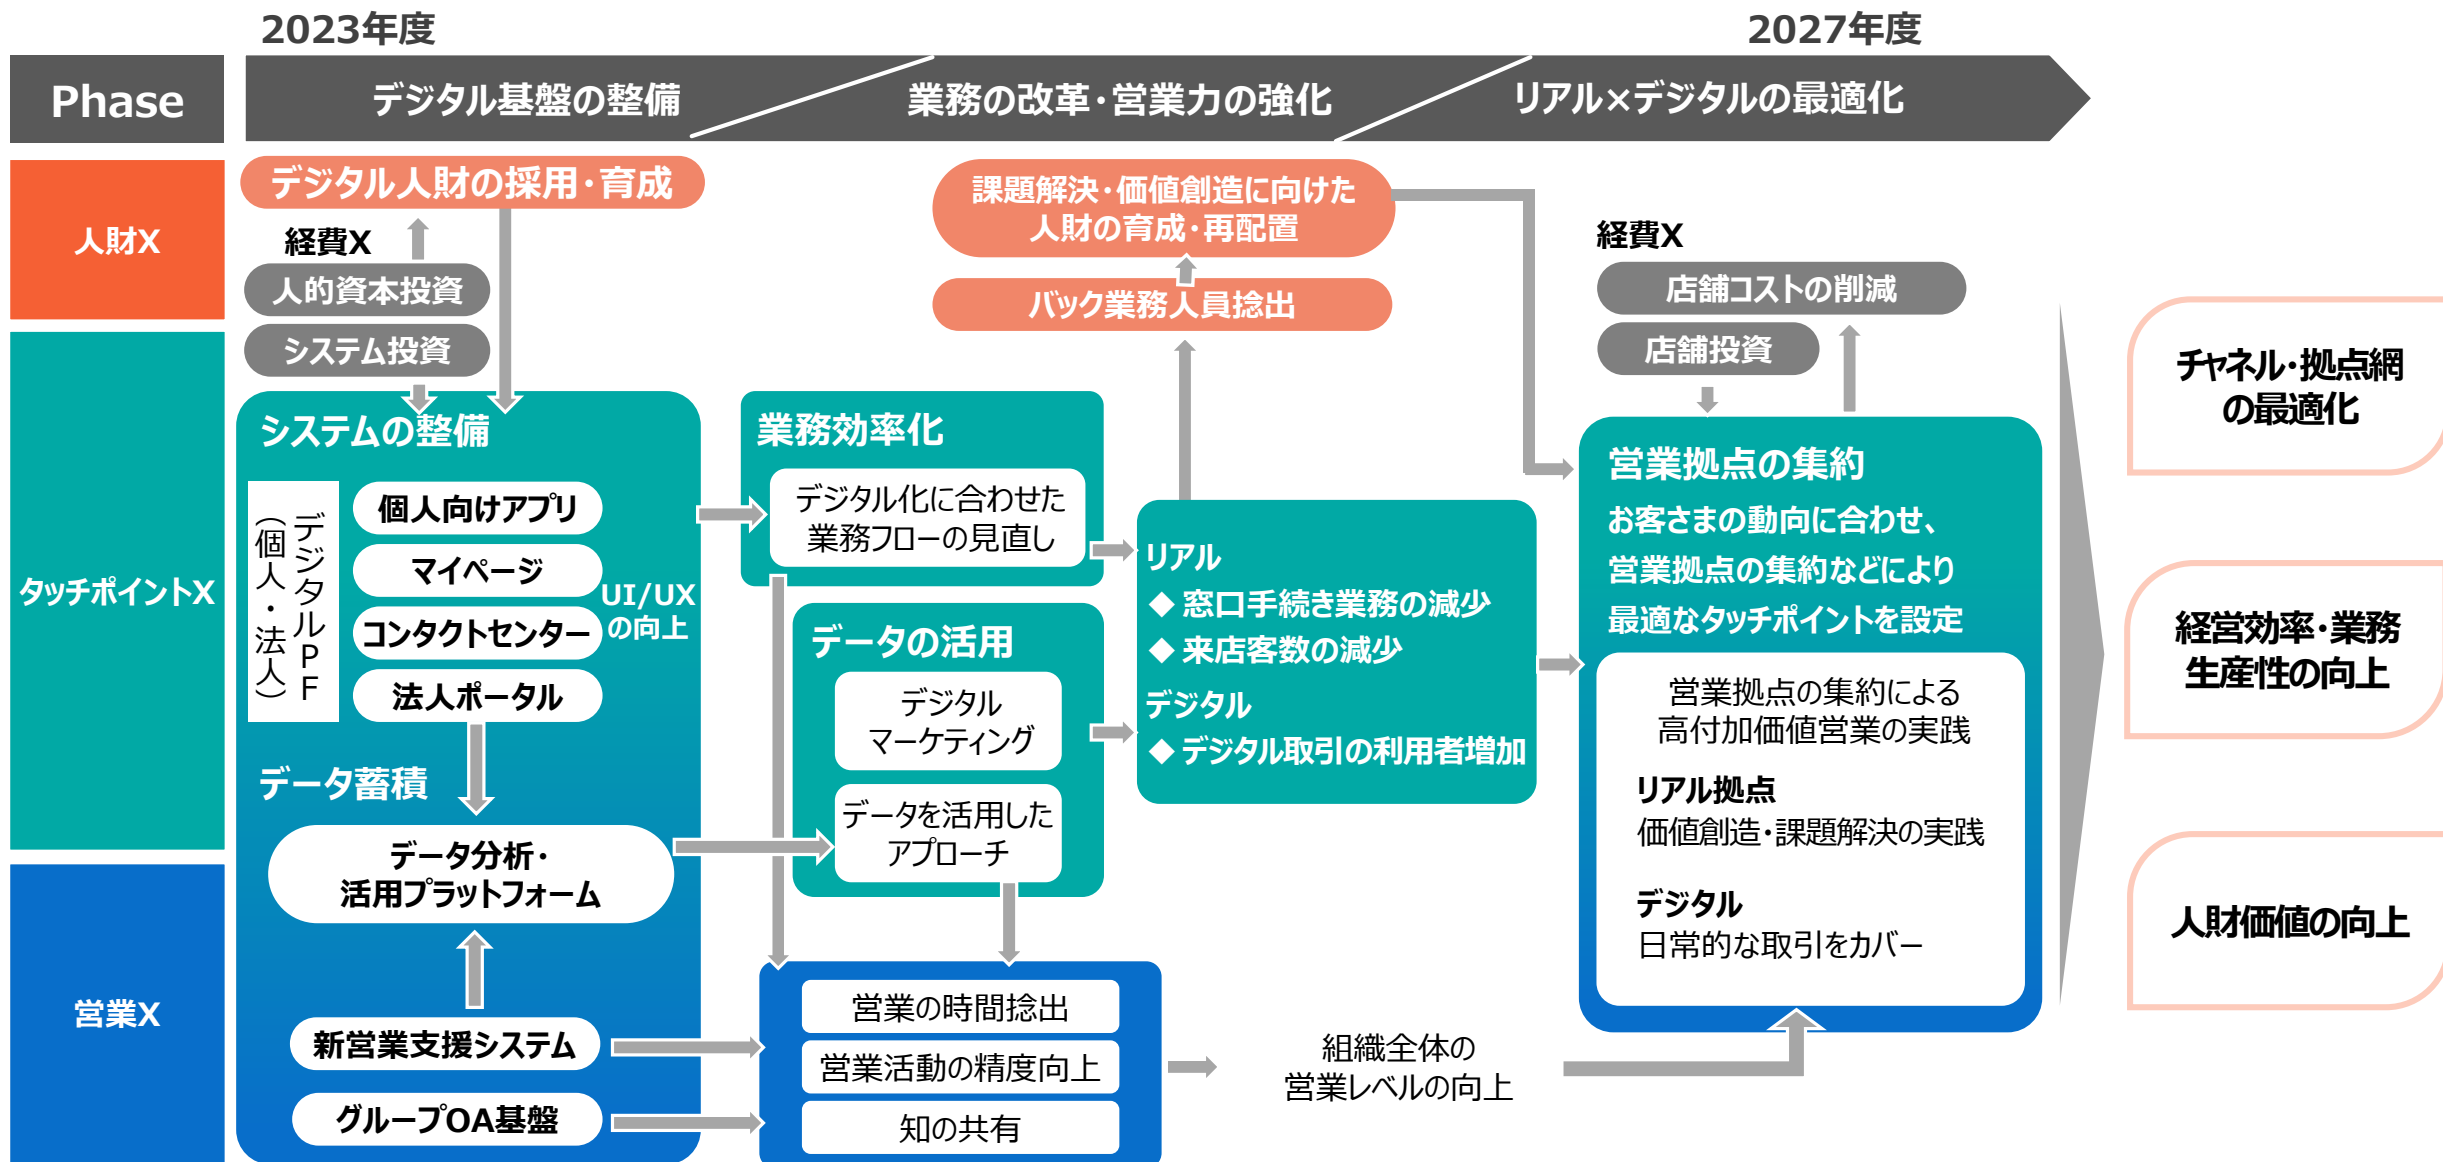 2023年度
2027年度
Phase
デジタル基盤の整備
業務の改革・営業力の強化
リアル×デジタルの最適化
人財X
タッチポイントX
営業X
デジタル人財の採用・育成
経費X
人的資本投資
システム投資
システムの整備
デジタルPF
（個人・法人）
個人向けアプリ
マイページ
コンタクトセンター
法人ポータル
UI/UX
の向上
データ蓄積
データ分析・
活用プラットフォーム
新営業支援システム
グループOA基盤
業務効率化
デジタル化に合わせた
業務フローの見直し
データの活用
デジタル
マーケティング
データを活用した
アプローチ
営業の時間捻出
営業活動の精度向上
知の共有
課題解決・価値創造に向けた
人財の育成・再配置
バック業務人員捻出
リアル
◆ 窓口手続き業務の減少
◆ 来店客数の減少
デジタル
◆ デジタル取引の利用者増加
組織全体の
営業レベルの向上
経費X
店舗コストの削減
店舗投資
営業拠点の集約
お客さまの動向に合わせ、
営業拠点の集約などにより
最適なタッチポイントを設定
営業拠点の集約による
高付加価値営業の実践
リアル拠点
価値創造・課題解決の実践
デジタル
日常的な取引をカバー
チャネル・拠点網
の最適化
経営効率・業務
生産性の向上
人財価値の向上